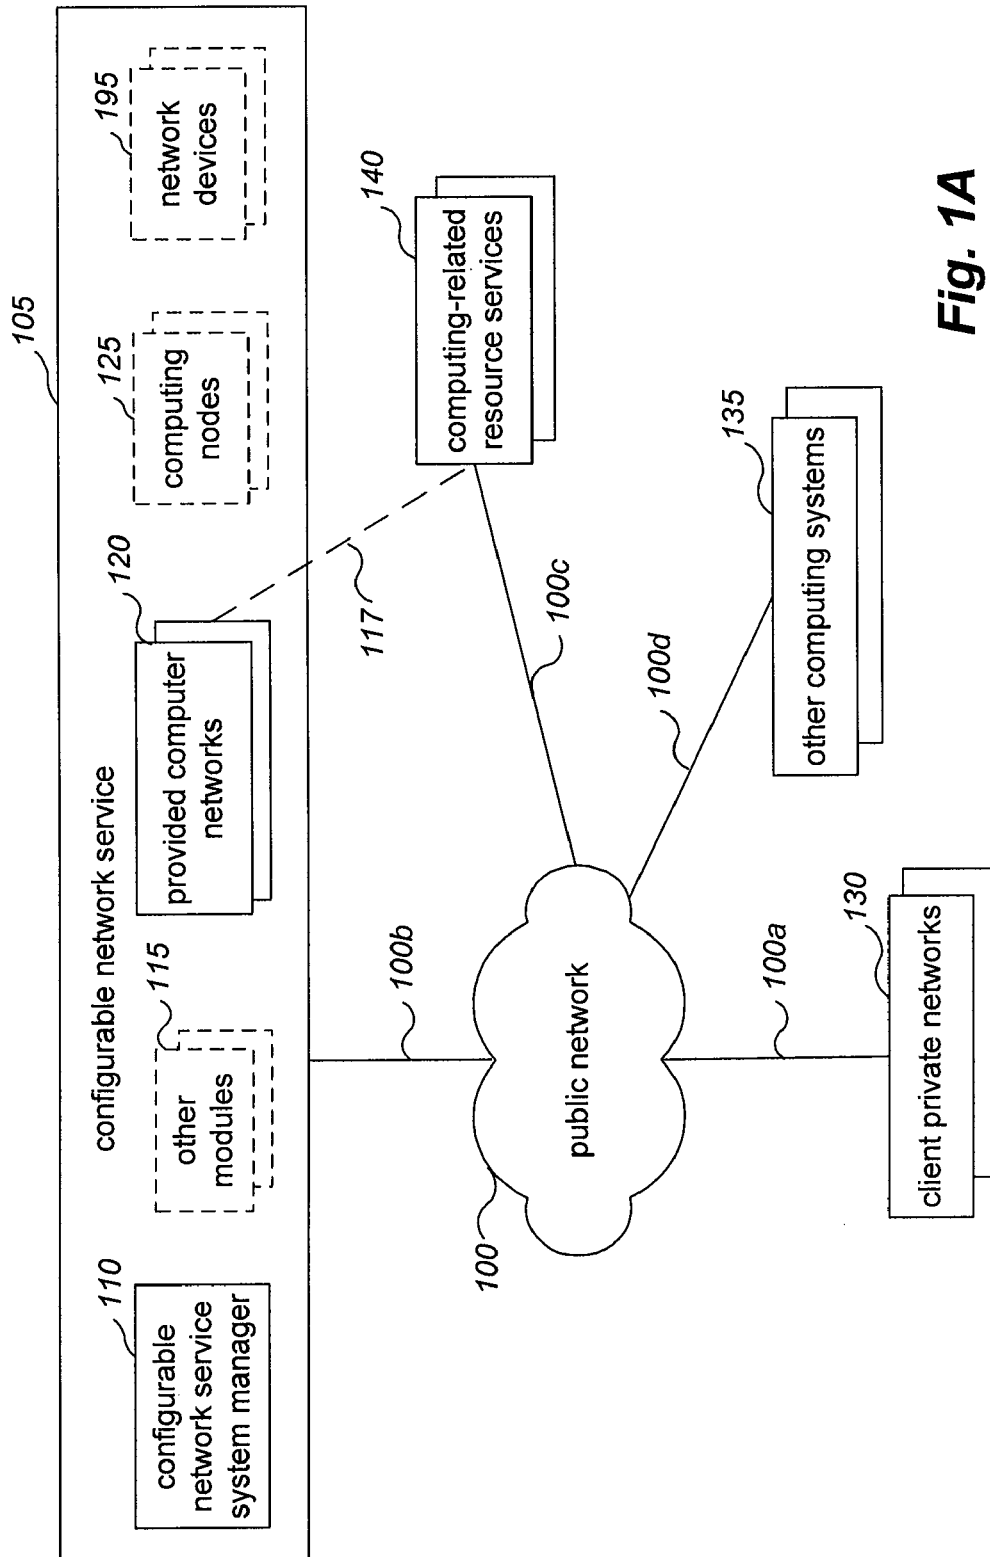 105
configurable network service
110
configurable
network service
system manager
115
other
modules
120
provided computer
networks
125
computing
nodes
195
network
devices
117
100b
140
computing-related
resource services
100c
100
public network
100d
135
other computing systems
100a
130
client private networks
Fig. 1A